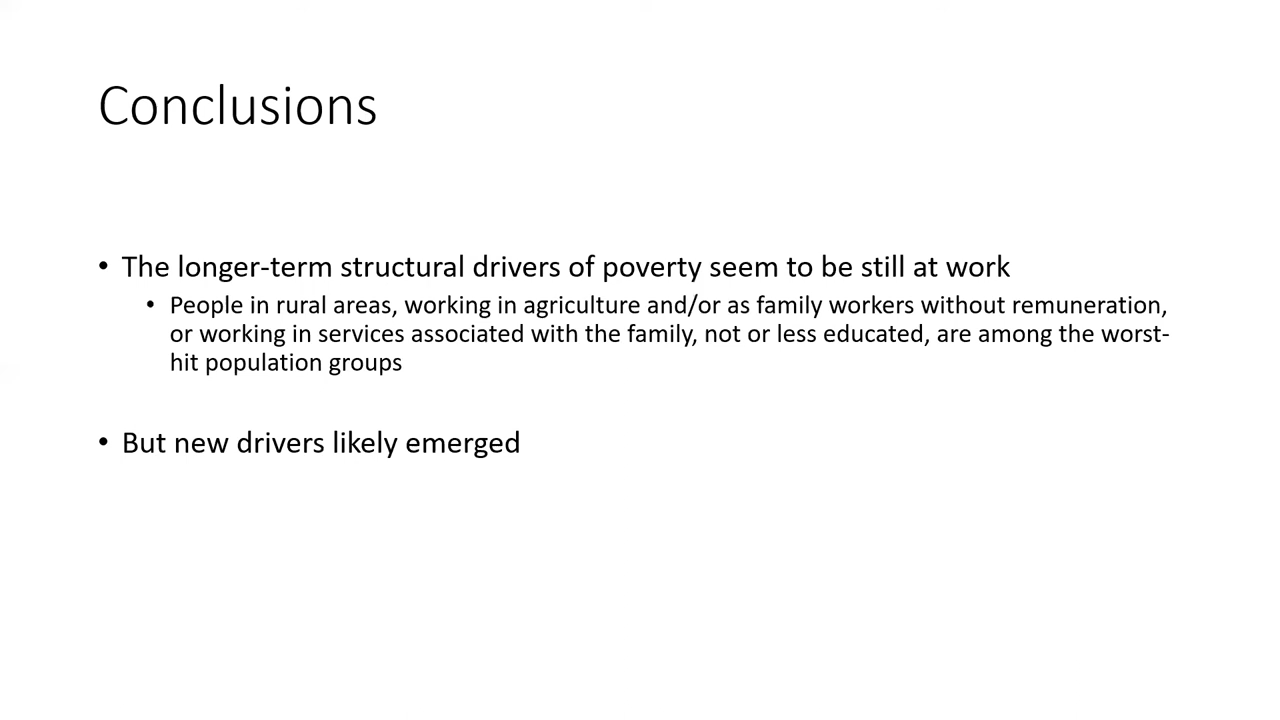 Conclusions
• The longer-term structural drivers of poverty seem to be still at work
• People in rural areas, working in agriculture and/or as family workers without remuneration,
or working in services associated with the family, not or less educated, are among the worst-
hit population groups
• But new drivers likely emerged